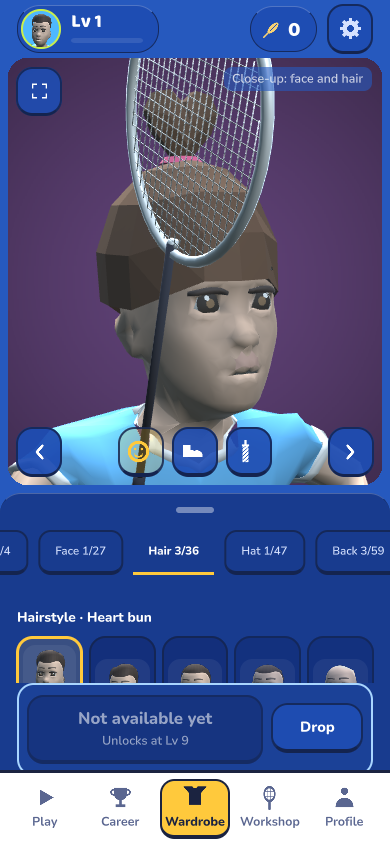 Lv 1
0
Close-up: face and hair
/4
Face 1/27
Hair 3/36
Hat 1/47
Back 3/59
Hairstyle · Heart bun
Not available yet
Unlocks at Lv 9
Drop
Play
Career
Wardrobe
Workshop
Profile